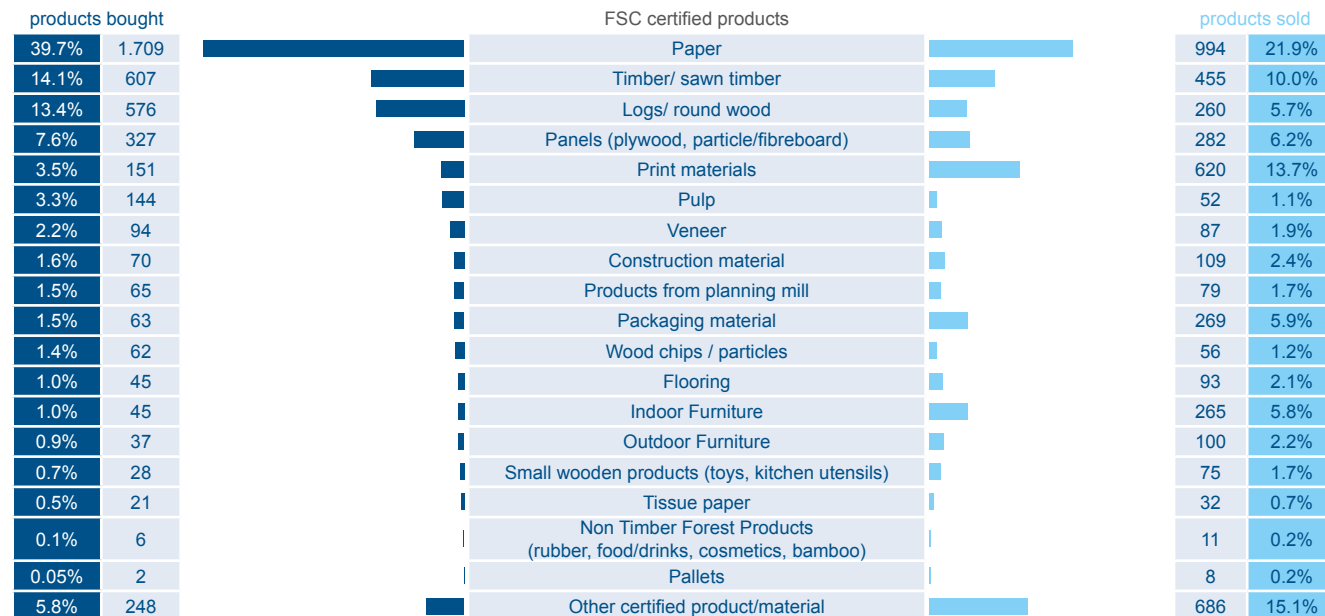 products bought FSC certified products products sold
39.7% 1.709 Paper 994 21.9%
14.1% 607 Timber/ sawn timber 455 10.0%
13.4% 576 Logs/ round wood 260 5.7%
7.6% 327 Panels (plywood, particle/fibreboard) 282 6.2%
3.5% 151 Print materials 620 13.7%
3.3% 144 Pulp 52 1.1%
2.2% 94 Veneer 87 1.9%
1.6% 70 Construction material 109 2.4%
1.5% 65 Products from planning mill 79 1.7%
1.5% 63 Packaging material 269 5.9%
1.4% 62 Wood chips / particles 56 1.2%
1.0% 45 Flooring 93 2.1%
1.0% 45 Indoor Furniture 265 5.8%
0.9% 37 Outdoor Furniture 100 2.2%
0.7% 28 Small wooden products (toys, kitchen utensils) 75 1.7%
0.5% 21 Tissue paper 32 0.7%
0.1% 6 Non Timber Forest Products 11 0.2%
(rubber, food/drinks, cosmetics, bamboo)
0.05% 2 Pallets 8 0.2%
5.8% 248 Other certified product/material 686 15.1%